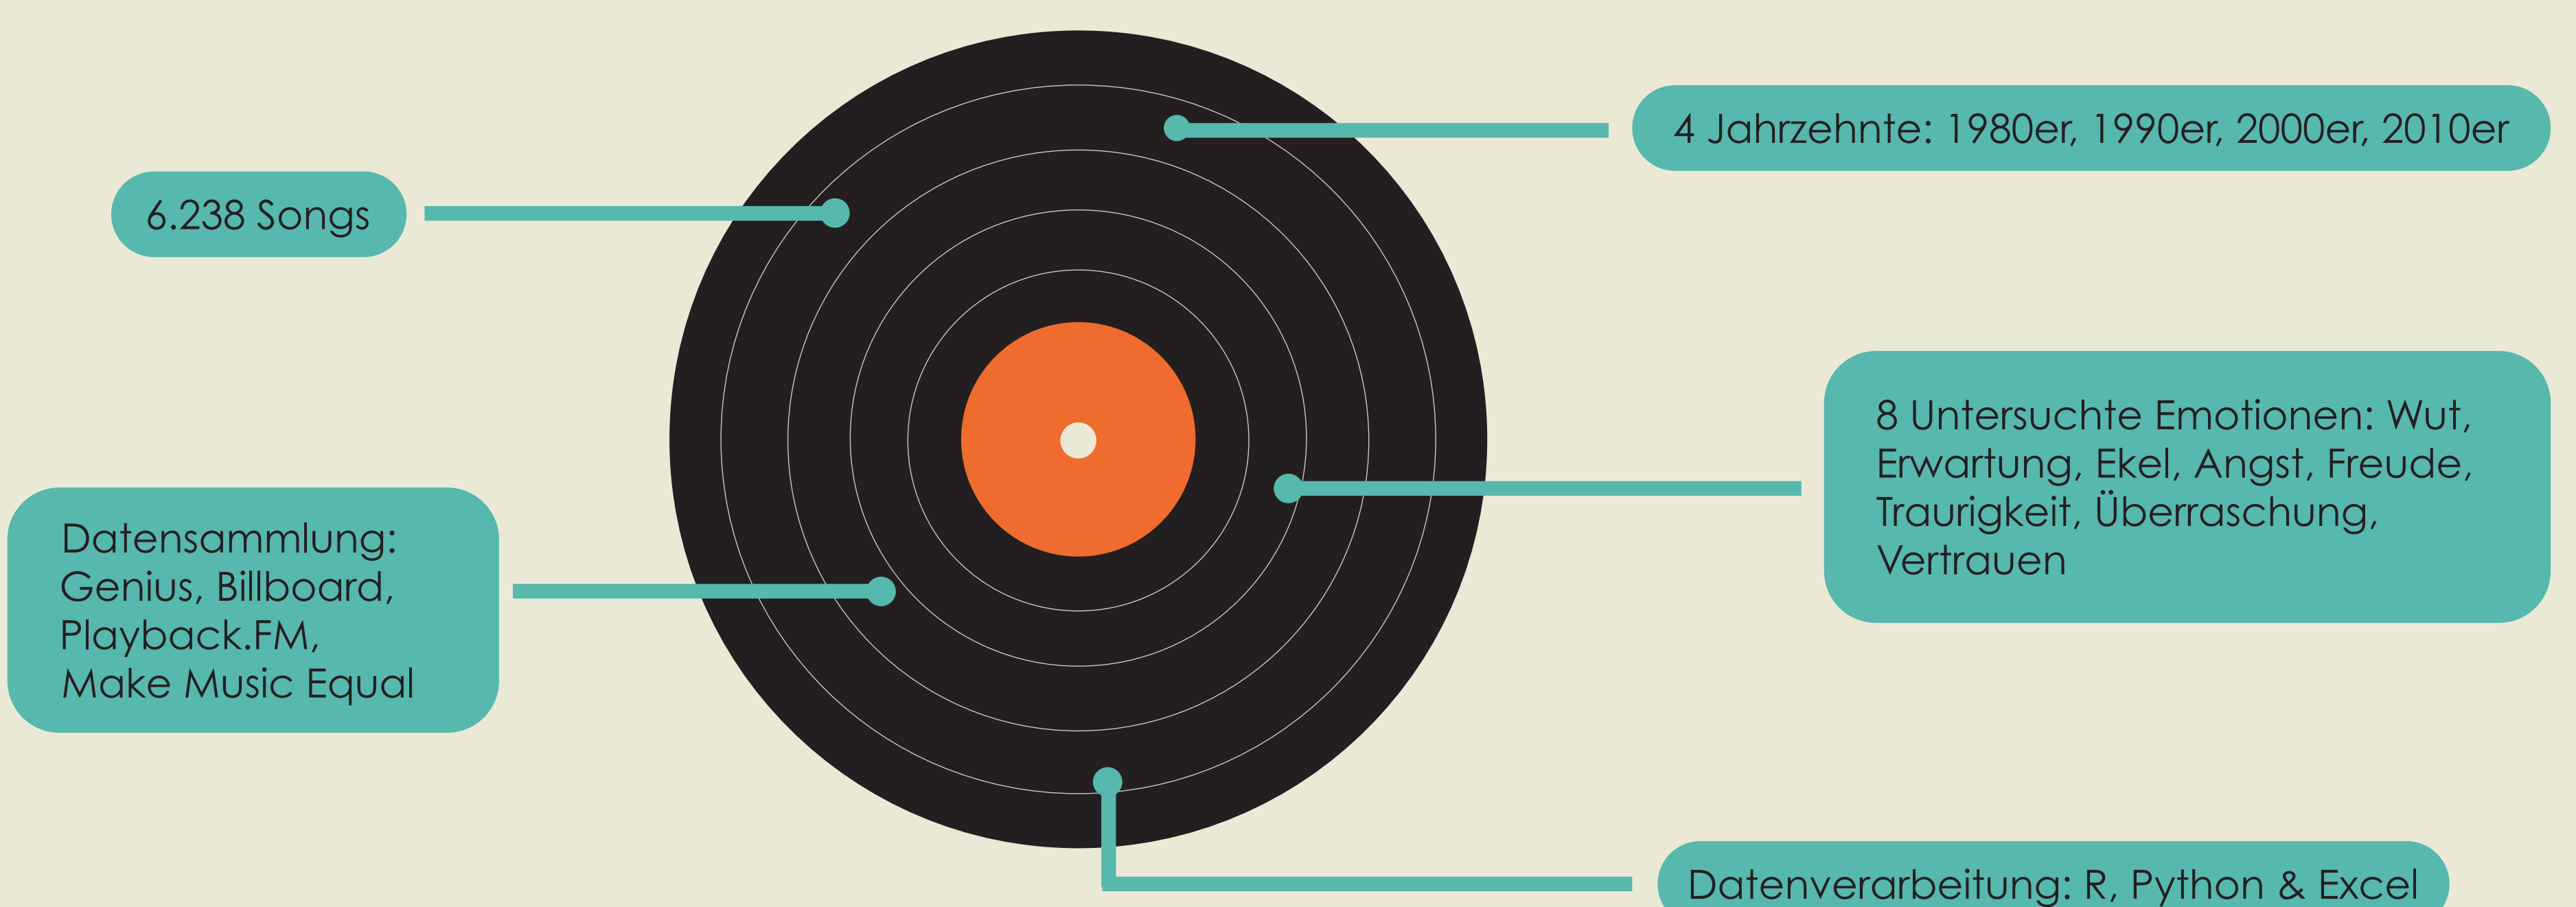 4 Jahrzehnte: 1980er, 1990er, 2000er, 2010er
6.238 Songs
8 Untersuchte Emotionen: Wut,
Erwartung, Ekel, Angst, Freude,
Traurigkeit, Überraschung,
Vertrauen
Datensammlung:
Genius, Billboard,
Playback.FM,
Make Music Equal
Datenverarbeitung: R, Python & Excel